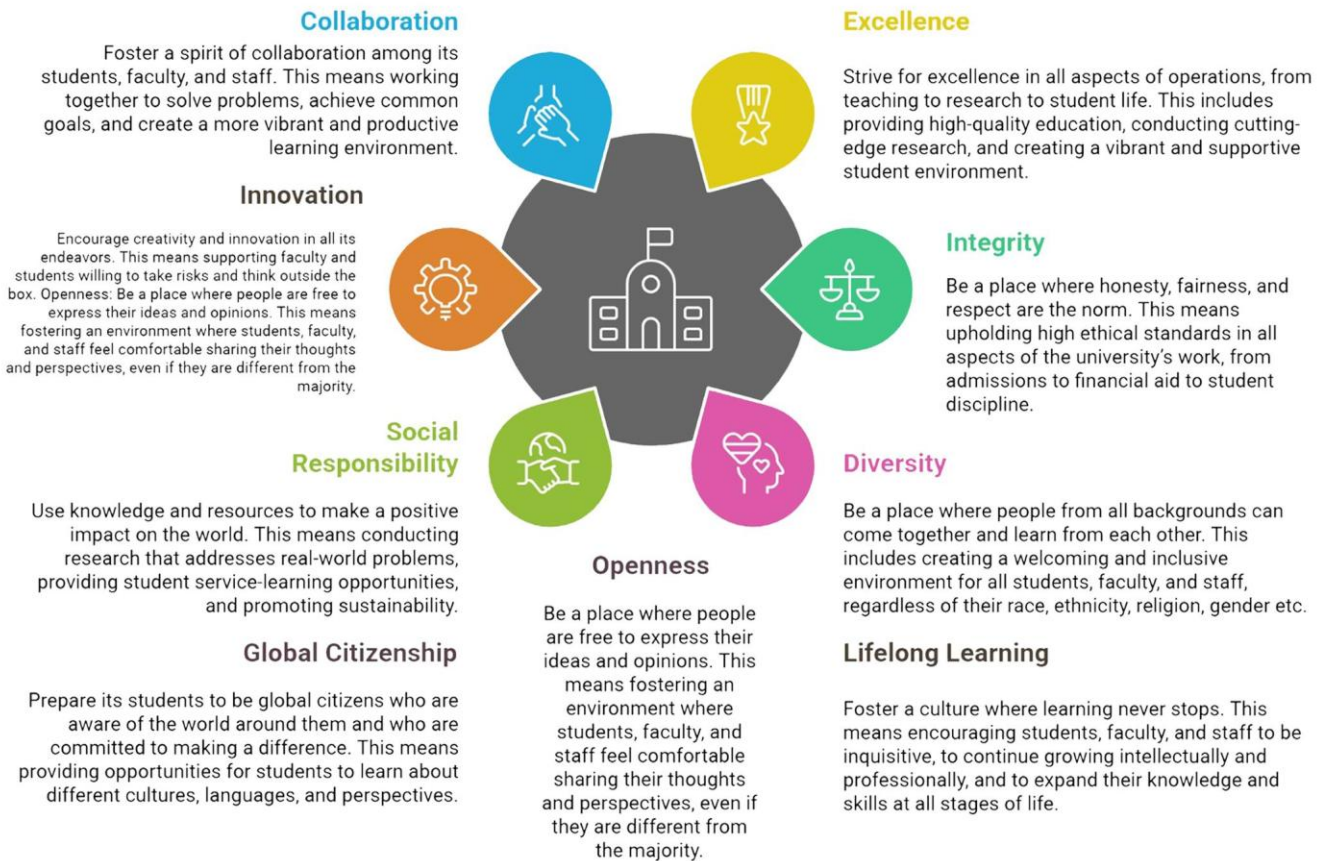 Collaboration
Foster a spirit of collaboration among its
students, faculty, and staff. This means working
together to solve problems, achieve common
goals, and create a more vibrant and productive
learning environment.
Excellence
Strive for excellence in all aspects of operations, from
teaching to research to student life. This includes
providing high-quality education, conducting cutting-
edge research, and creating a vibrant and supportive
student environment.
Innovation
Encourage creativity and innovation in all its
endeavors. This means supporting faculty and
students willing to take risks and think outside the
box. Openness: Be a place where people are free to
express their ideas and opinions. This means
fostering an environment where students, faculty,
and staff feel comfortable sharing their thoughts
and perspectives, even if they are different from the
majority.
Integrity
Be a place where honesty, fairness, and
respect are the norm. This means
upholding high ethical standards in all
aspects of the university's work, from
admissions to financial aid to student
discipline.
Social
Responsibility
Use knowledge and resources to make a positive
impact on the world. This means conducting
research that addresses real-world problems,
providing student service-learning opportunities,
and promoting sustainability.
Diversity
Be a place where people from all backgrounds can
come together and learn from each other. This
includes creating a welcoming and inclusive
environment for all students, faculty, and staff,
regardless of their race, ethnicity, religion, gender etc.
Openness
Be a place where people
are free to express their
ideas and opinions. This
means fostering an
environment where
students, faculty, and
staff feel comfortable
sharing their thoughts
and perspectives, even if
they are different from
the majority.
Global Citizenship
Prepare its students to be global citizens who are
aware of the world around them and who are
committed to making a difference. This means
providing opportunities for students to learn about
different cultures, languages, and perspectives.
Lifelong Learning
Foster a culture where learning never stops. This
means encouraging students, faculty, and staff to be
inquisitive, to continue growing intellectually and
professionally, and to expand their knowledge and
skills at all stages of life.